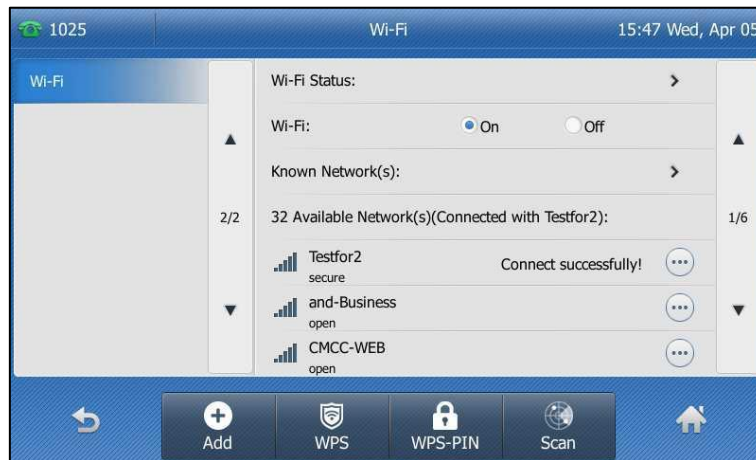 1025 Wi-Fi 15:47 Wed, Apr 05
Wi-Fi
Wi-Fi Status:
Wi-Fi: On Off
Known Network(s):
2/2
32 Available Network(s)(Connected with Testfor2):
1/6
Testfor2
Connect successfully!
secure
and-Business
open
CMCC-WEB
open
Add WPS WPS-PIN Scan